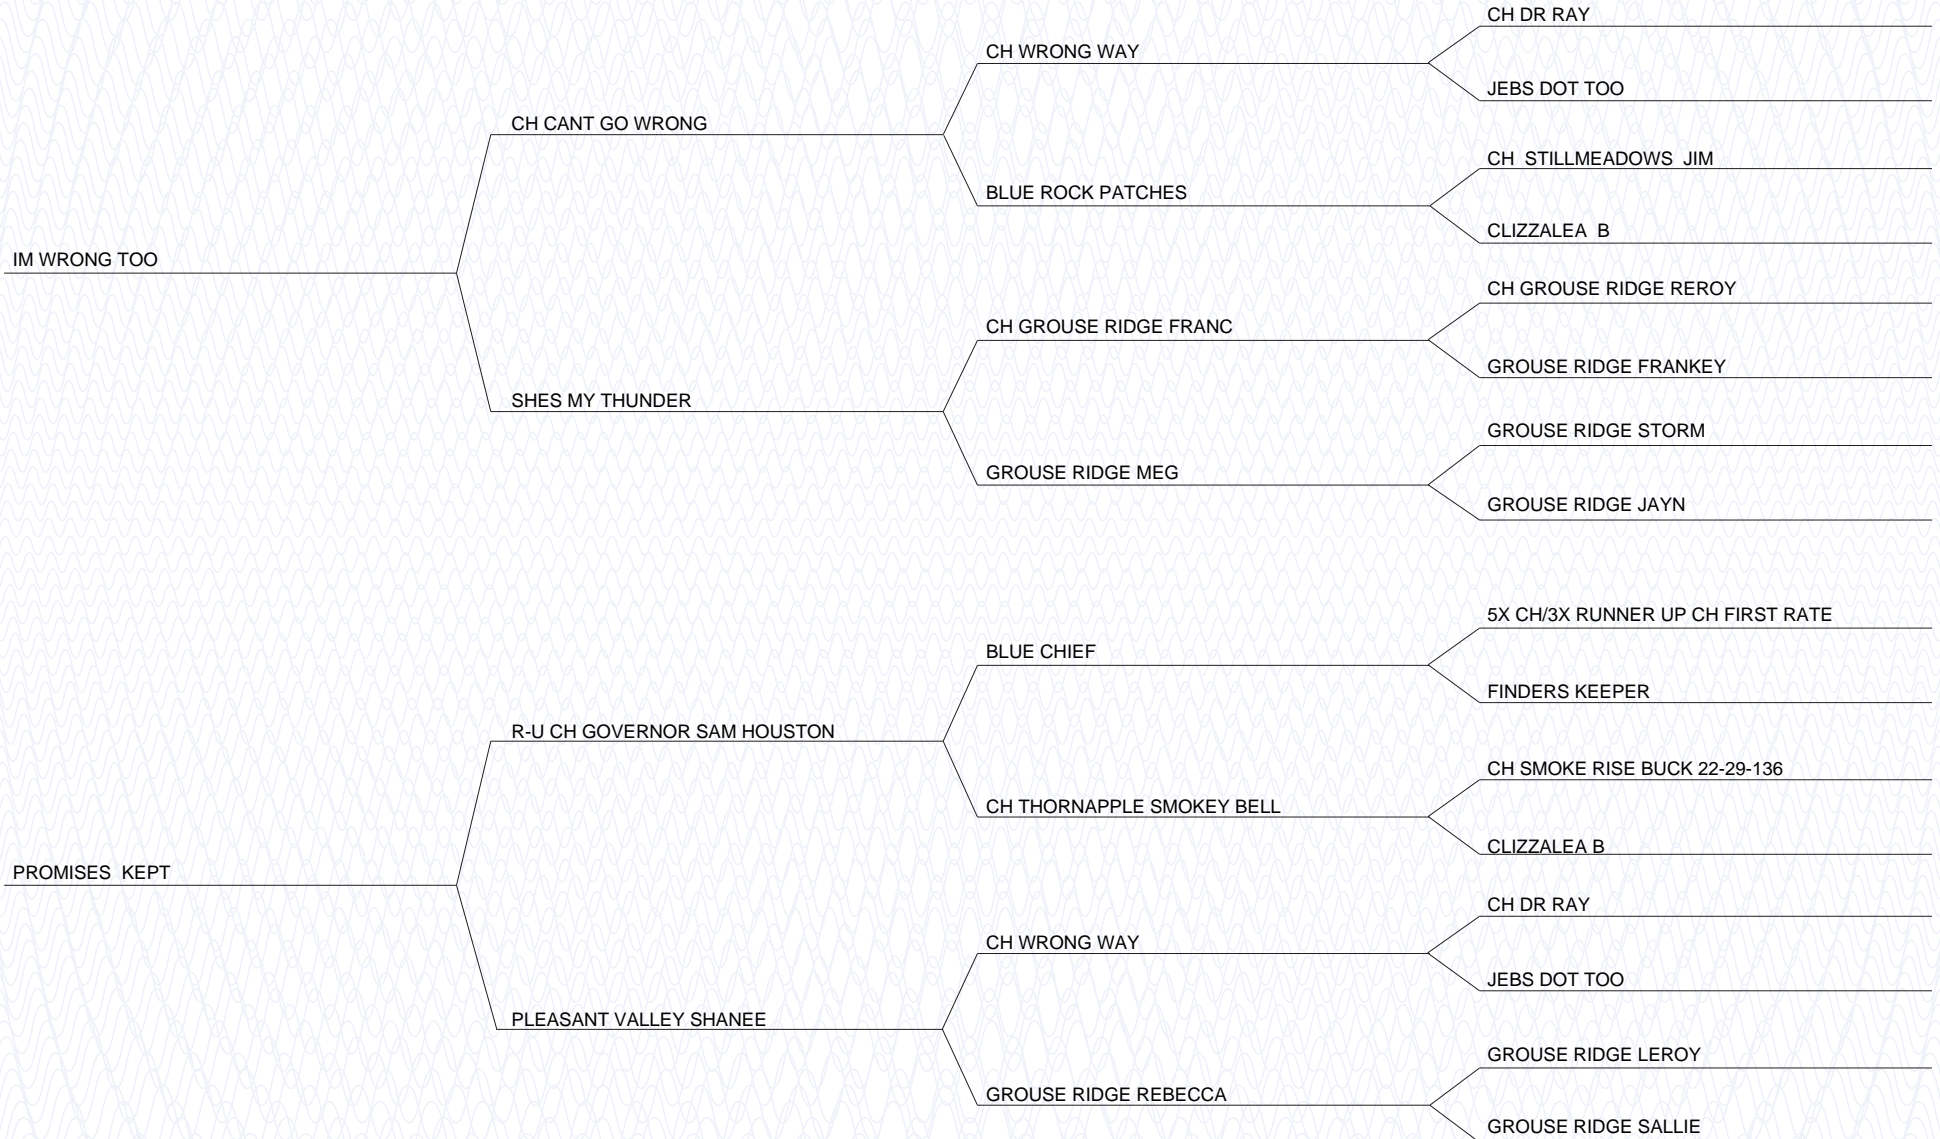 CH DR RAY
CH WRONG WAY
JEBS DOT TOO
CH CANT GO WRONG
CH  STILLMEADOWS  JIM
BLUE ROCK PATCHES
CLIZZALEA  B
IM WRONG TOO
CH GROUSE RIDGE REROY
CH GROUSE RIDGE FRANC
GROUSE RIDGE FRANKEY
SHES MY THUNDER
GROUSE RIDGE STORM
GROUSE RIDGE MEG
GROUSE RIDGE JAYN
5X CH/3X RUNNER UP CH FIRST RATE
BLUE CHIEF
FINDERS KEEPER
R-U CH GOVERNOR SAM HOUSTON
CH SMOKE RISE BUCK 22-29-136
CH THORNAPPLE SMOKEY BELL
CLIZZALEA B
PROMISES  KEPT
CH DR RAY
CH WRONG WAY
JEBS DOT TOO
PLEASANT VALLEY SHANEE
GROUSE RIDGE LEROY
GROUSE RIDGE REBECCA
GROUSE RIDGE SALLIE